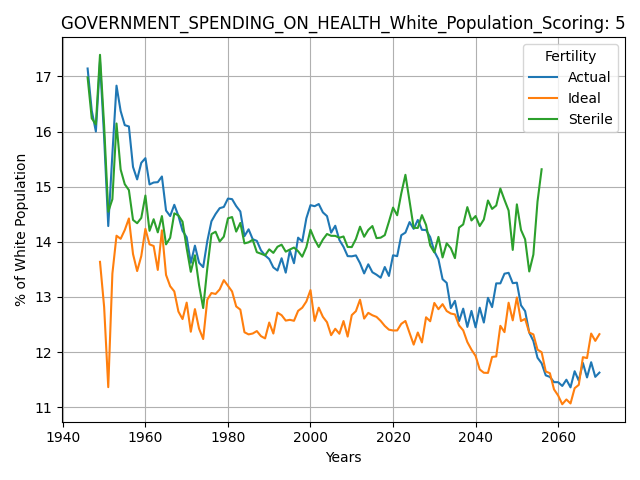 GOVERNMENT_SPENDING_ON_HEALTH_White_Population_Scoring: 5
Fertility
Actual
Ideal
Sterile
% of White Population
17
16
15
14
13
12
11
1940
1960
1980
2000
2020
2040
2060
Years